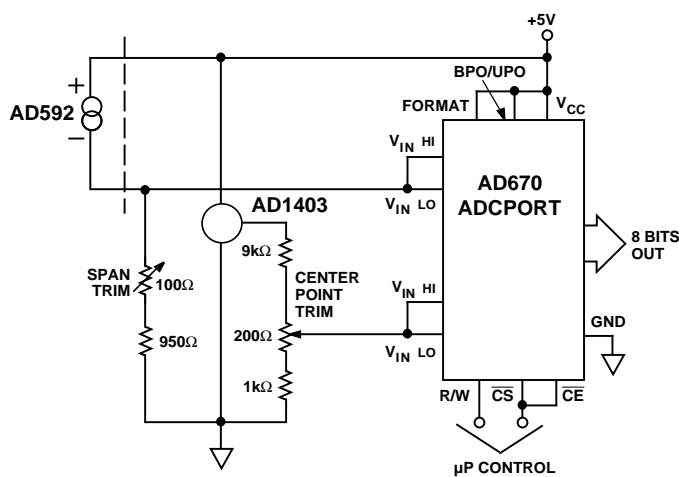 +5V
BPO/UPO
FORMAT
VCC
+
AD592
−
VIN HI
AD670
ADCPORT
VIN LO
AD1403
8 BITS
OUT
9kΩ
SPAN
TRIM
100Ω
CENTER
POINT
TRIM
VIN HI
950Ω
200Ω
VIN LO
GND
1kΩ
R/W
CS
CE
µP CONTROL